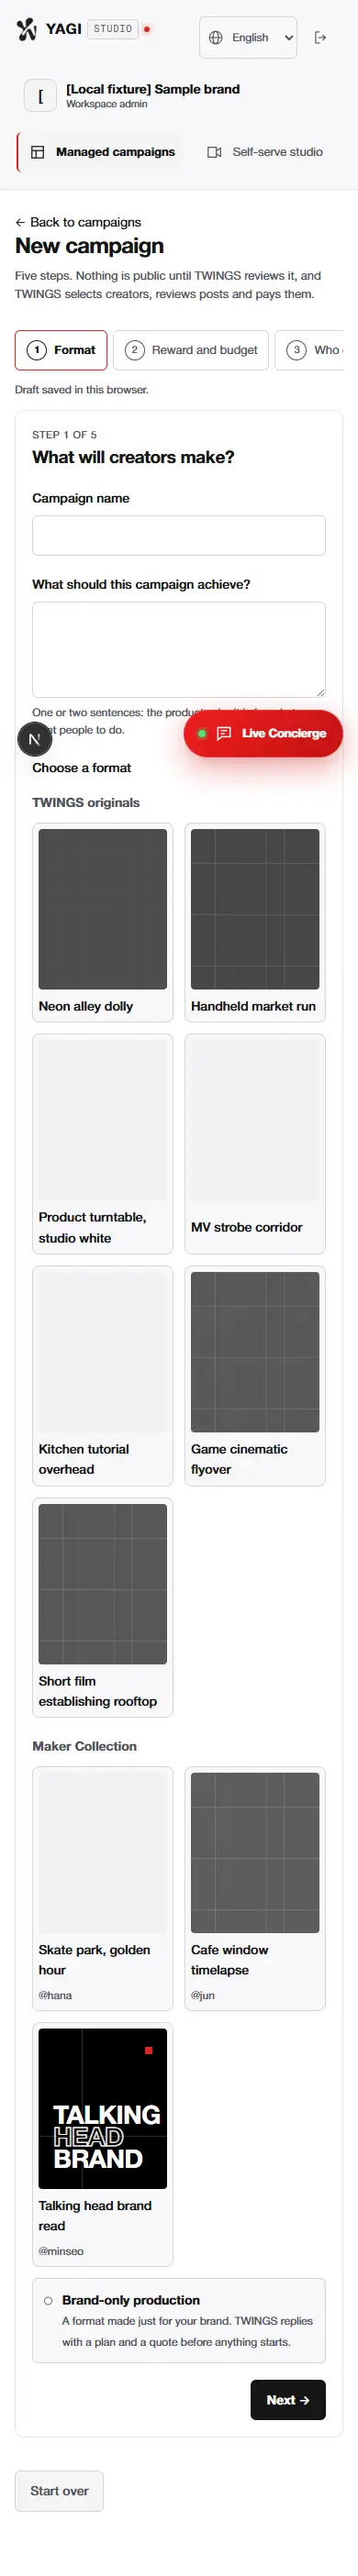 YAGI STUDIO
English
[
[Local fixture] Sample brand
Workspace admin
Managed campaigns
Self-serve studio
← Back to campaigns
New campaign
Five steps. Nothing is public until TWINGS reviews it, and
TWINGS selects creators, reviews posts and pays them.
1 Format
2 Reward and budget
3 Who
Draft saved in this browser.
STEP 1 OF 5
What will creators make?
Campaign name
What should this campaign achieve?
One or two sentences: the
people to do.
N
Live Concierge
Choose a format
TWINGS originals
Neon alley dolly
Handheld market run
Product turntable,
studio white
MV strobe corridor
Kitchen tutorial
overhead
Game cinematic
flyover
Short film
establishing rooftop
Maker Collection
Skate park, golden
hour
@hana
Cafe window
timelapse
@jun
TALKING
HEAD
BRAND
Talking head brand
read
@minseo
Brand-only production
A format made just for your brand. TWINGS replies
with a plan and a quote before anything starts.
Next →
Start over